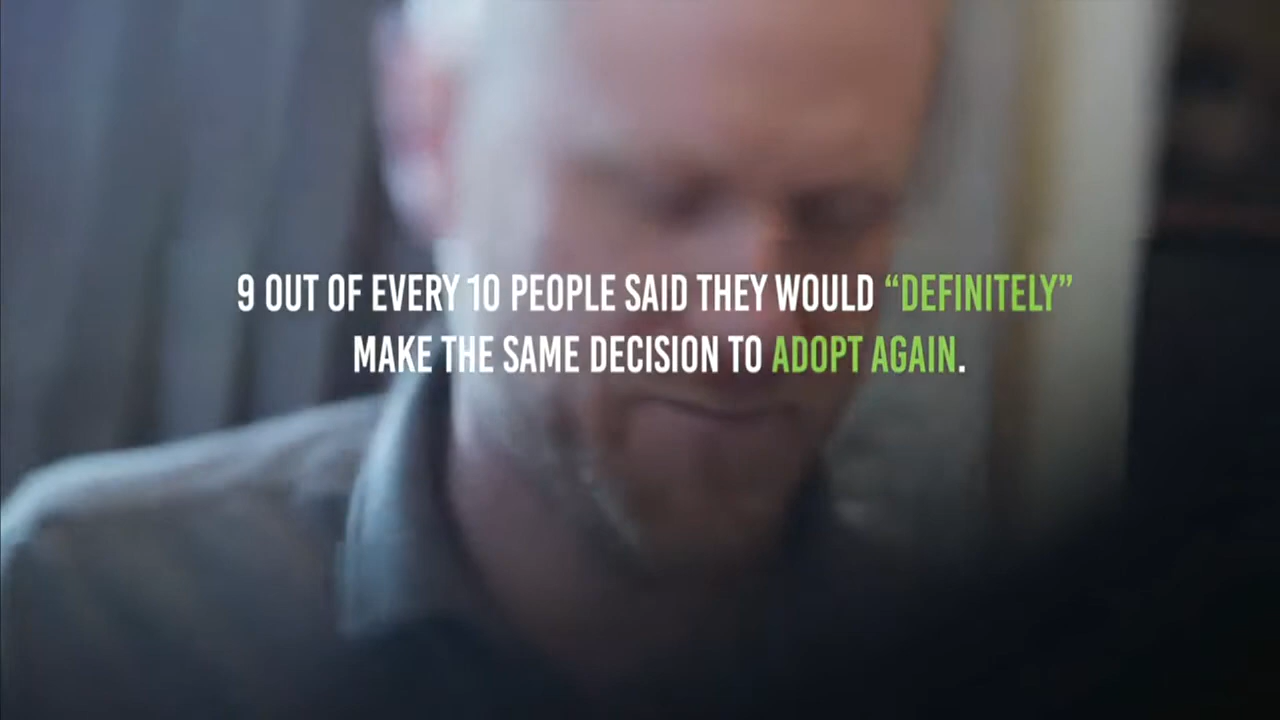 9 OUT OF EVERY 10 PEOPLE SAID THEY WOULD “DEFINITELY”
MAKE THE SAME DECISION TO ADOPT AGAIN.